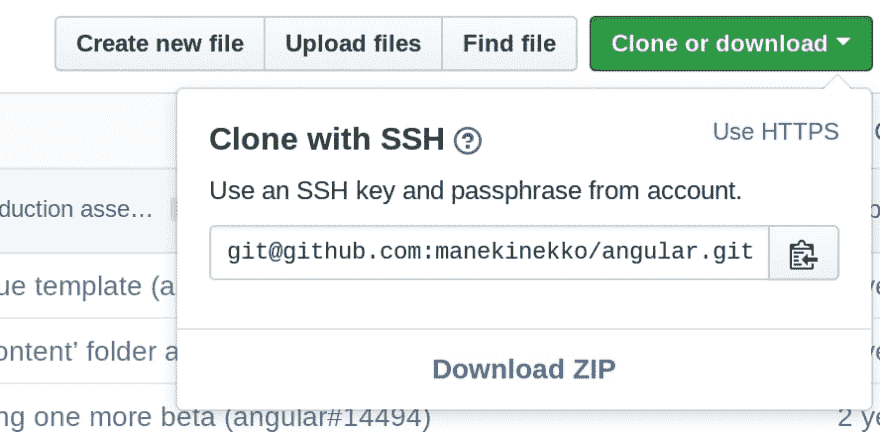 Create new file Upload files Find file Clone or download
Clone with SSH
Use HTTPS
Use an SSH key and passphrase from account.
duction asse…
git@github.com:manekinekko/angular.git
ue template (a
ontent’ folder a
Download ZIP
ng one more beta (angular#14494)
2 ye